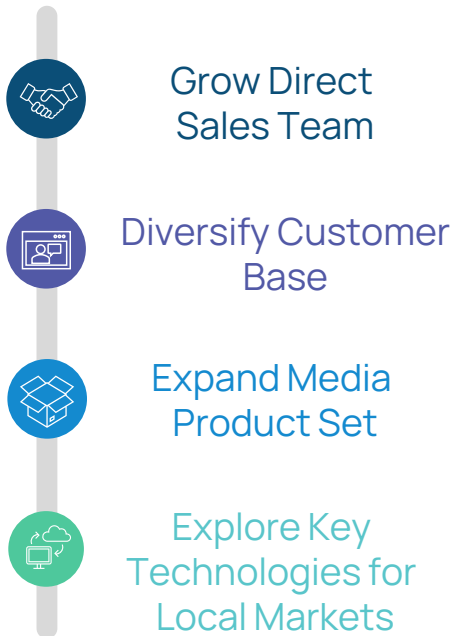 Grow Direct
Sales Team
Diversify Customer
Base
Expand Media
Product Set
Explore Key
Technologies for
Local Markets